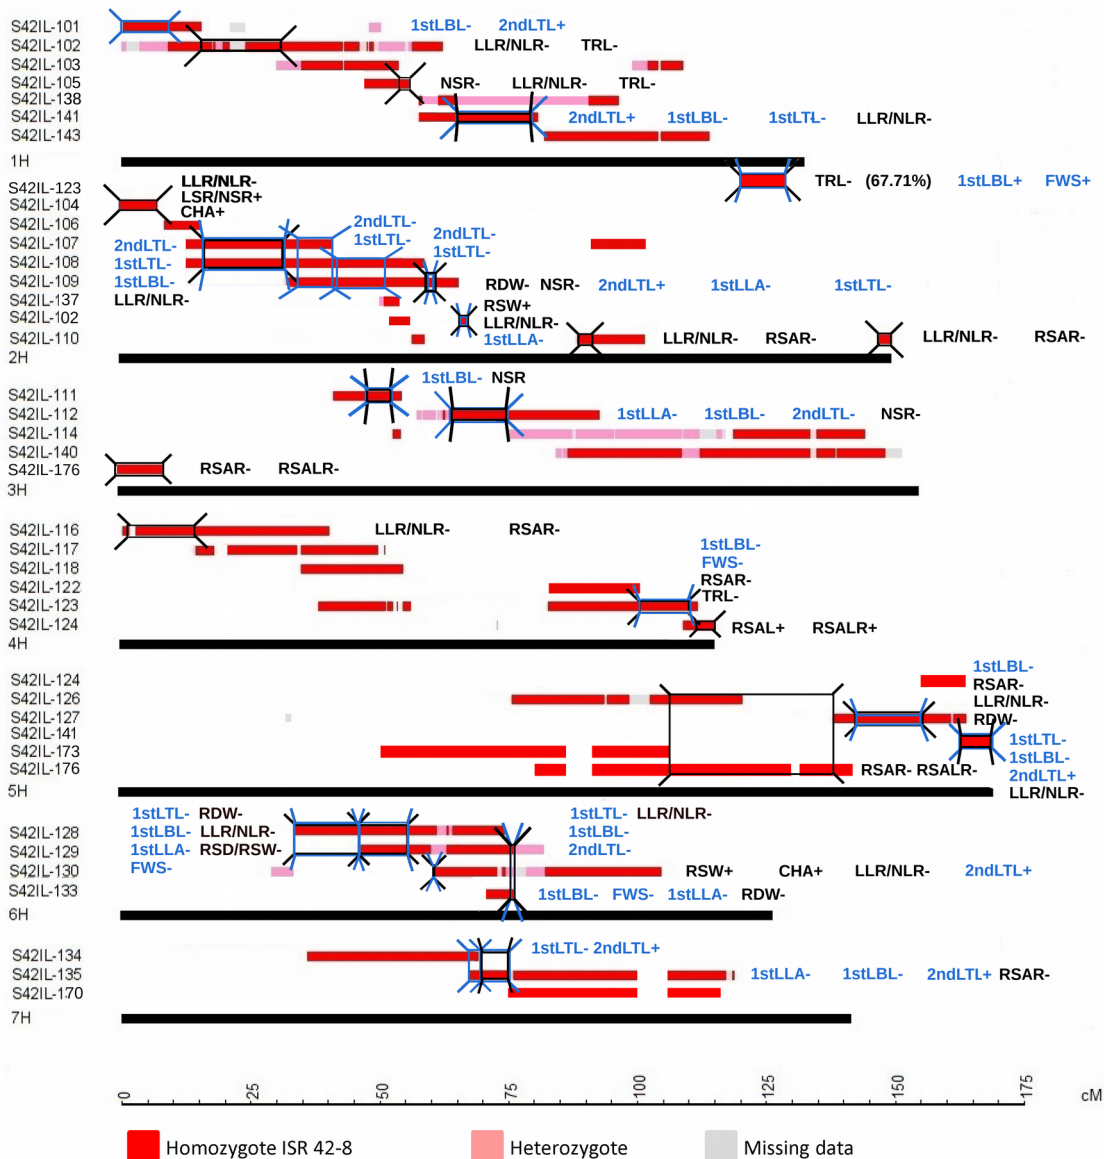 S42IL-101 1stLBL- 2ndLTL+
S42IL-102 LLR/NLR- TRL-
S42IL-103
S42IL-105 NSR- LLR/NLR- TRL-
S42IL-138
S42IL-141 2ndLTL+ 1stLBL- 1stLTL- LLR/NLR-
S42IL-143
1H
S42IL-123 LLR/NLR- TRL- (67.71%) 1stLBL+ FWS+
S42IL-104 LSR/NSR+
CHA+
S42IL-106 2ndLTL-
S42IL-107 2ndLTL- 1stLTL- 2ndLTL-
S42IL-108 1stLTL- 1stLTL-
S42IL-109 1stLBL- RDW- NSR- 2ndLTL+ 1stLLA- 1stLTL-
S42IL-137 LLR/NLR- RSW+
S42IL-102 LLR/NLR-
S42IL-110 1stLLA- LLR/NLR- RSAR- LLR/NLR- RSAR-
2H
1stLBL- NSR
S42IL-111
S42IL-112 1stLLA- 1stLBL- 2ndLTL- NSR-
S42IL-114
S42IL-140
S42IL-176 RSAR- RSALR-
3H
S42IL-116 LLR/NLR- RSAR-
S42IL-117 1stLBL-
FWS-
S42IL-118
S42IL-122 RSAR-
S42IL-123 TRL-
S42IL-124 RSAL+ RSALR+
4H
1stLBL-
S42IL-124 RSAR-
S42IL-126 LLR/NLR-
S42IL-127 RDW-
S42IL-141 1stLTL-
S42IL-173 1stLBL-
S42IL-176 RSAR- RSALR- 2ndLTL+
5H LLR/NLR-
1stLTL- RDW- 1stLTL- LLR/NLR-
S42IL-128 1stLBL- LLR/NLR- 1stLBL-
S42IL-129 1stLLA- RSD/RSW- 2ndLTL-
S42IL-130 FWS- RSW+ CHA+ LLR/NLR- 2ndLTL+
S42IL-133 1stLBL- FWS- 1stLLA- RDW-
6H
1stLTL- 2ndLTL+
S42IL-134
S42IL-135 1stLLA- 1stLBL- 2ndLTL+ RSAR-
S42IL-170
7H
0 25 50 75 100 125 150 175 cM
Homozygote ISR 42-8 Heterozygote Missing data